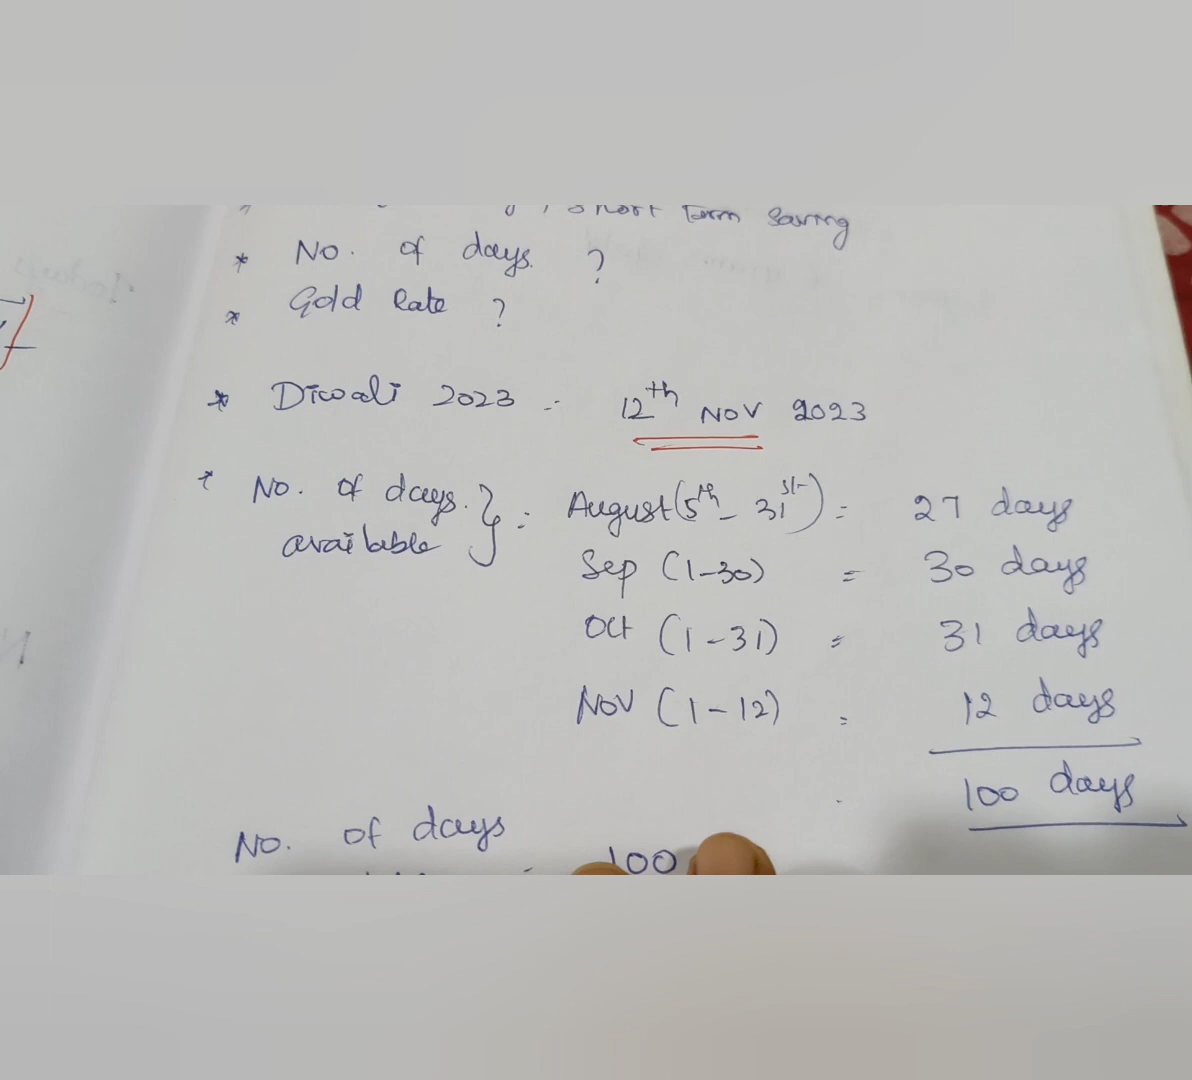 Short Term Saving
* No. of days. ?
* Gold Rate ?
* Diwali 2023 :- 12th NOV 2023
* No. of days. available } : August (5th - 31st) = 27 days
Sep (1-30) = 30 days
Oct (1-31) = 31 days
NOV (1-12) = 12 days
100 days
No. of days
100